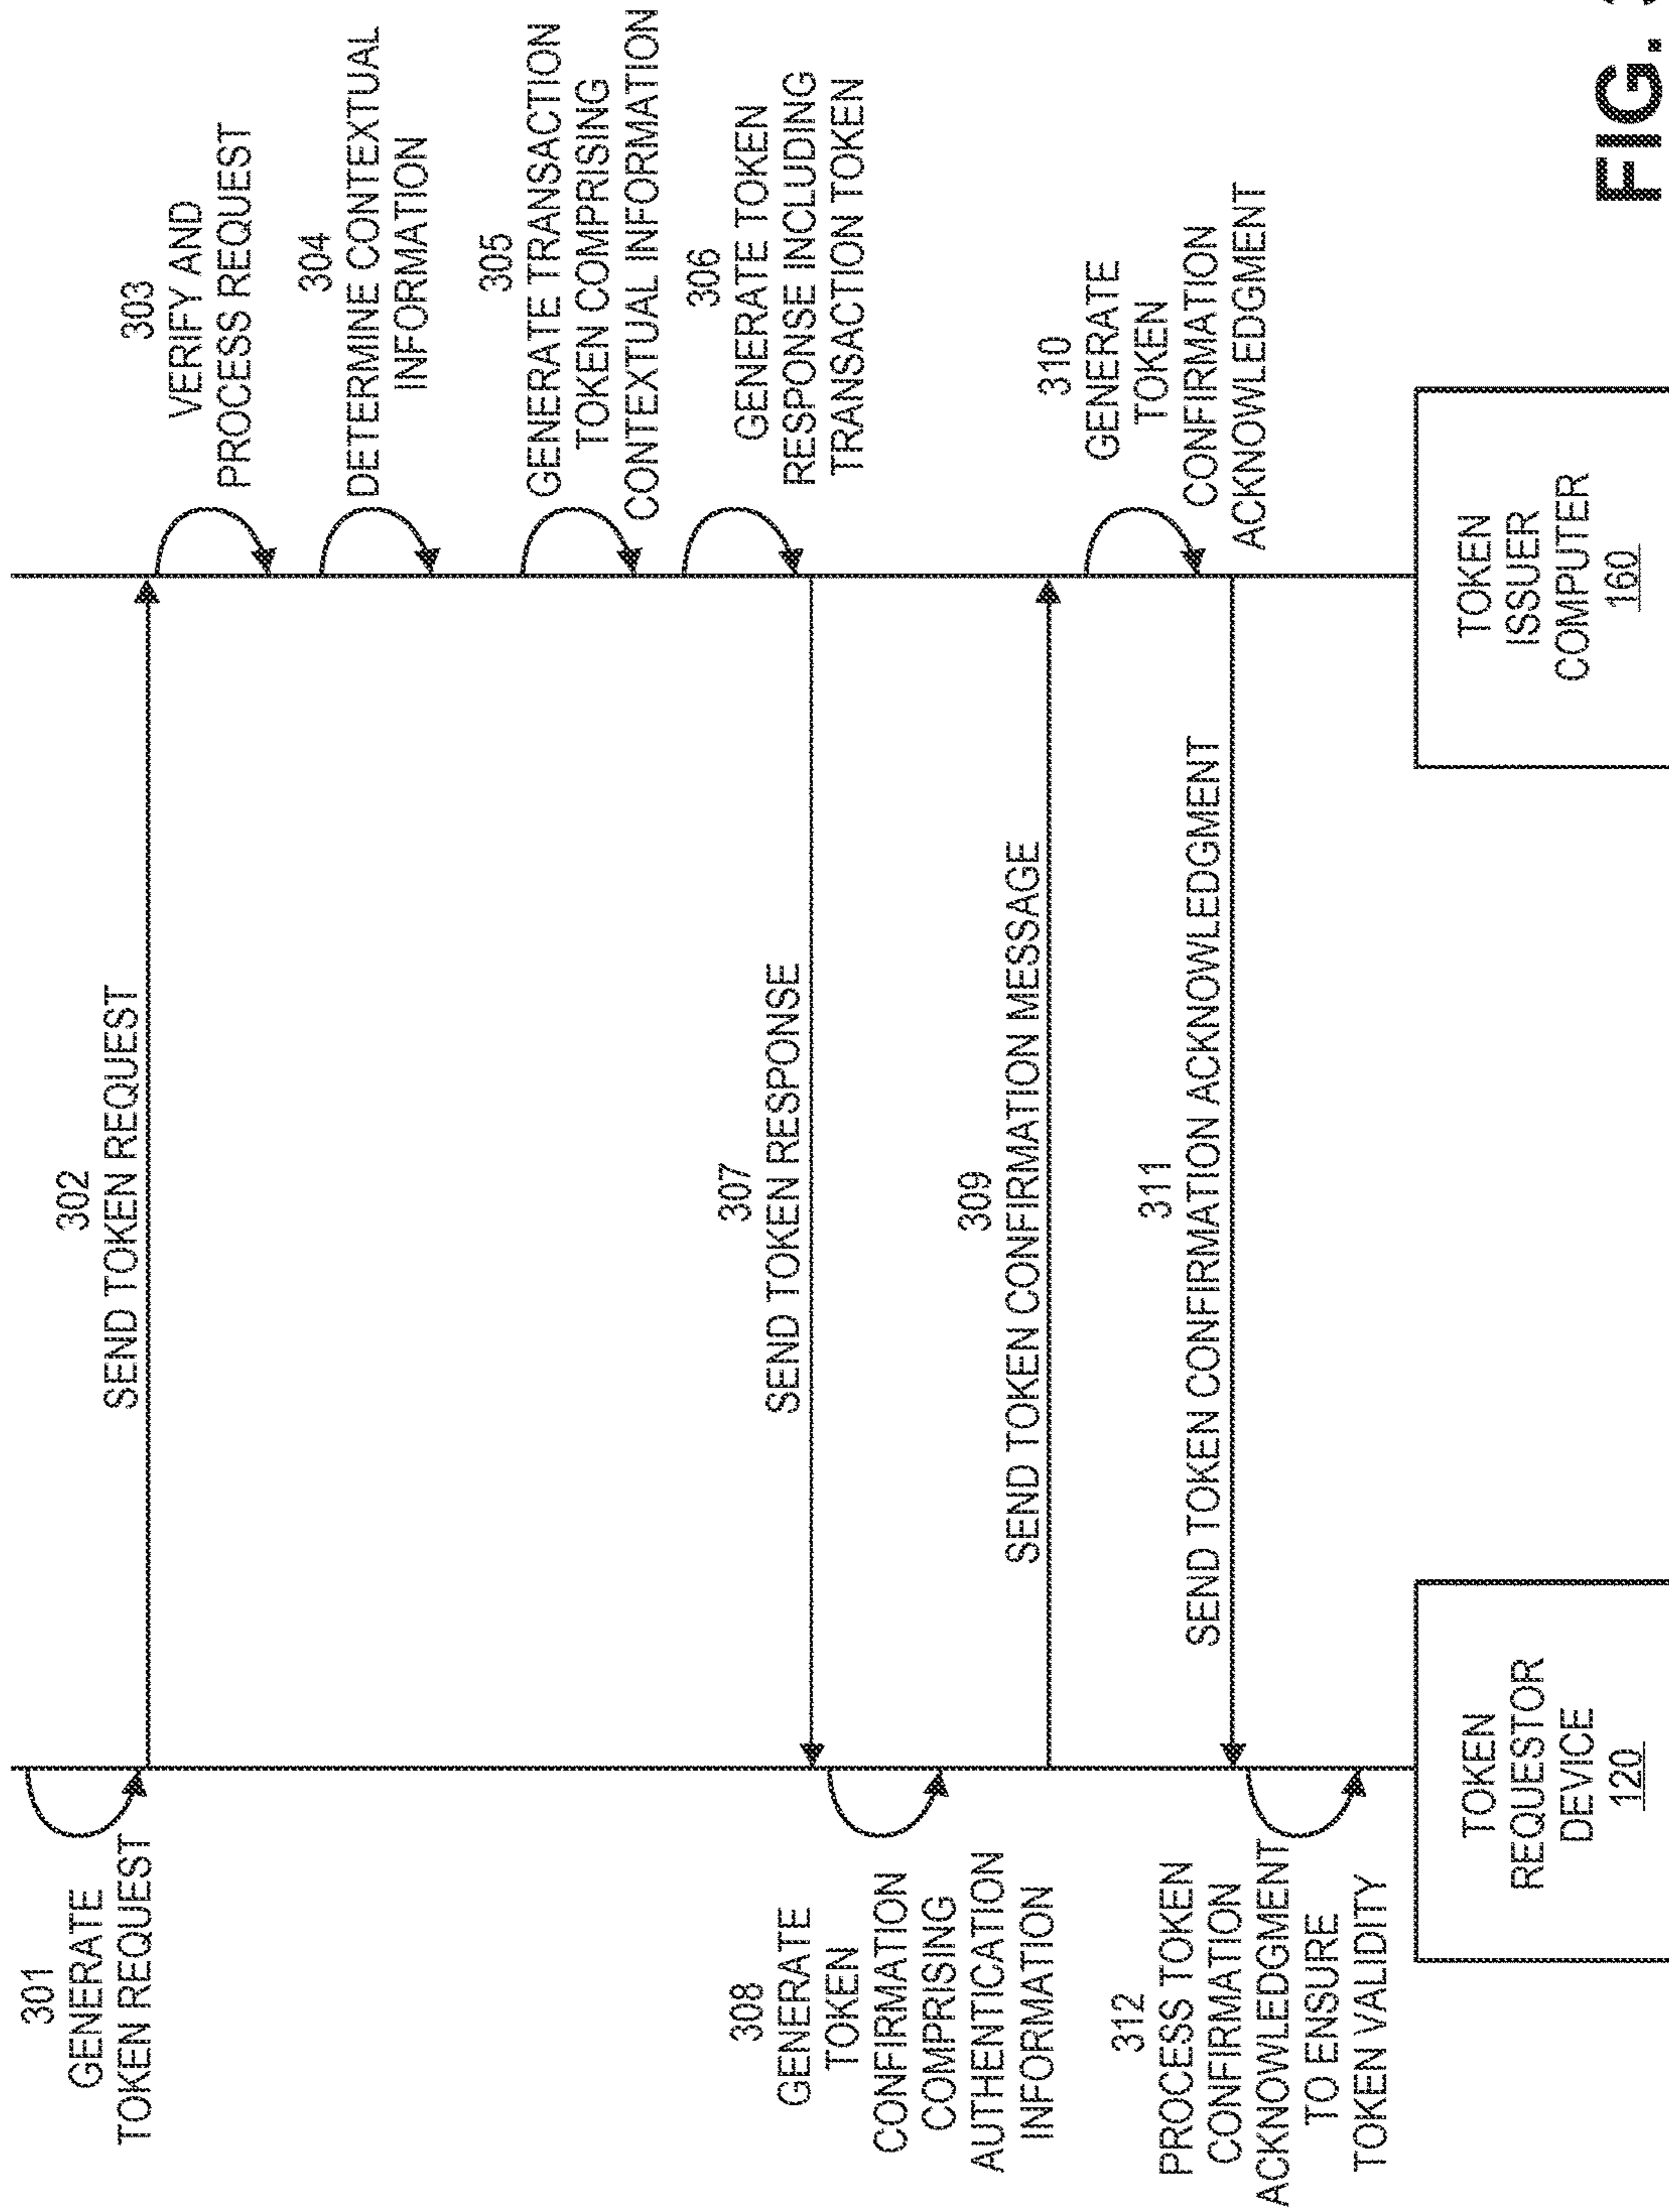 301
GENERATE
TOKEN REQUEST
302
SEND TOKEN REQUEST
303
VERIFY AND
PROCESS REQUEST
304
DETERMINE CONTEXTUAL
INFORMATION
305
GENERATE TRANSACTION
TOKEN COMPRISING
CONTEXTUAL INFORMATION
306
GENERATE TOKEN
RESPONSE INCLUDING
TRANSACTION TOKEN
307
SEND TOKEN RESPONSE
308
GENERATE
TOKEN
CONFIRMATION
COMPRISING
AUTHENTICATION
INFORMATION
309
SEND TOKEN CONFIRMATION MESSAGE
310
GENERATE
TOKEN
CONFIRMATION
ACKNOWLEDGMENT
311
SEND TOKEN CONFIRMATION ACKNOWLEDGMENT
312
PROCESS TOKEN
CONFIRMATION
ACKNOWLEDGMENT
TO ENSURE
TOKEN VALIDITY
TOKEN
REQUESTOR
DEVICE
120
TOKEN
ISSUER
COMPUTER
160
FIG.